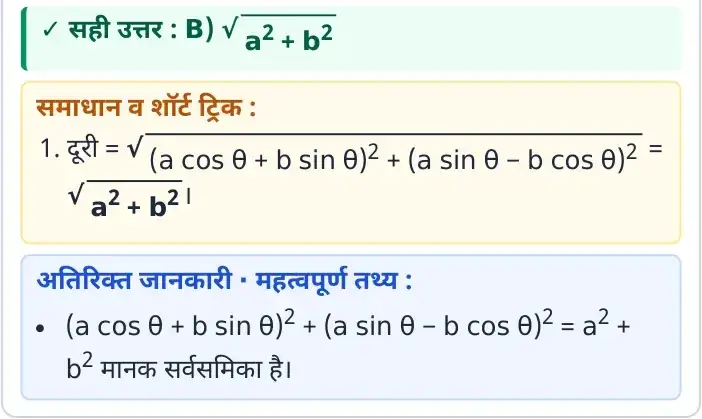 ✓ सही उत्तर : B) √a² + b²
समाधान व शॉर्ट ट्रिक :
1. दूरी = √(a cos θ + b sin θ)² + (a sin θ − b cos θ)² =
√a² + b²।
अतिरिक्त जानकारी · महत्वपूर्ण तथ्य :
• (a cos θ + b sin θ)² + (a sin θ − b cos θ)² = a² +
b² मानक सर्वसमिका है।